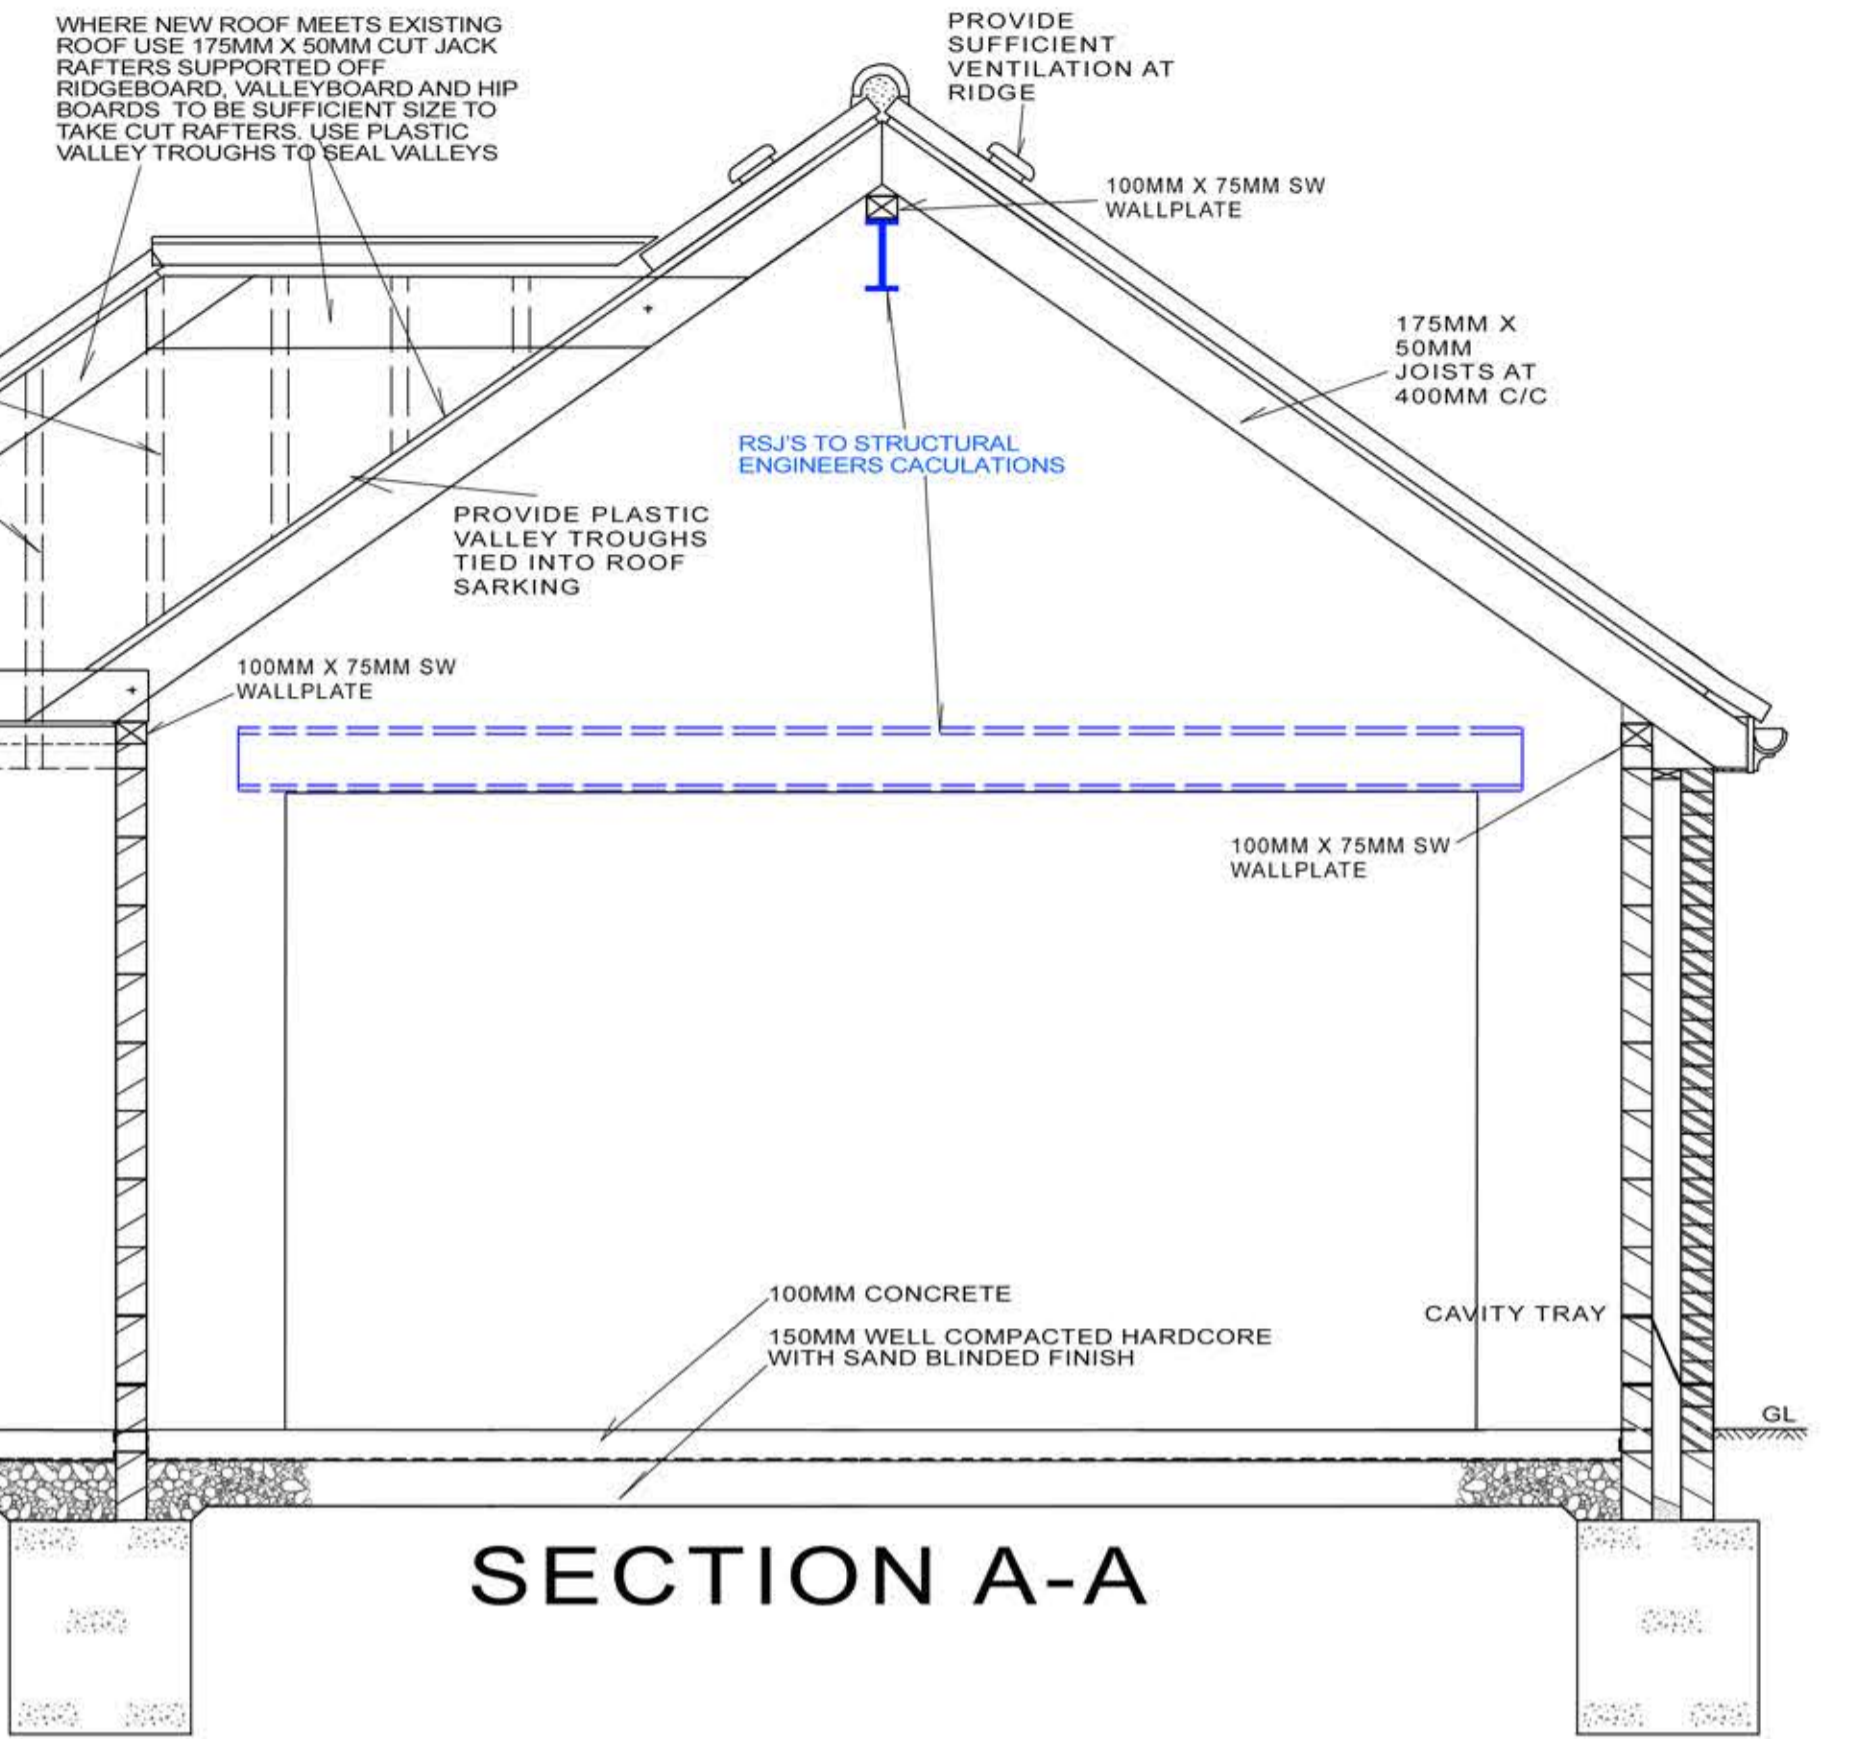 WHERE NEW ROOF MEETS EXISTING
ROOF USE 175MM X 50MM CUT JACK
RAFTERS SUPPORTED OFF
RIDGEBOARD, VALLEYBOARD AND HIP
BOARDS TO BE SUFFICIENT SIZE TO
TAKE CUT RAFTERS. USE PLASTIC
VALLEY TROUGHS TO SEAL VALLEYS
PROVIDE
SUFFICIENT
VENTILATION AT
RIDGE
100MM X 75MM SW
WALLPLATE
175MM X
50MM
JOISTS AT
400MM C/C
RSJ'S TO STRUCTURAL
ENGINEERS CACULATIONS
PROVIDE PLASTIC
VALLEY TROUGHS
TIED INTO ROOF
SARKING
100MM X 75MM SW
WALLPLATE
100MM X 75MM SW
WALLPLATE
100MM CONCRETE
150MM WELL COMPACTED HARDCORE
WITH SAND BLINDED FINISH
CAVITY TRAY
GL
SECTION A-A